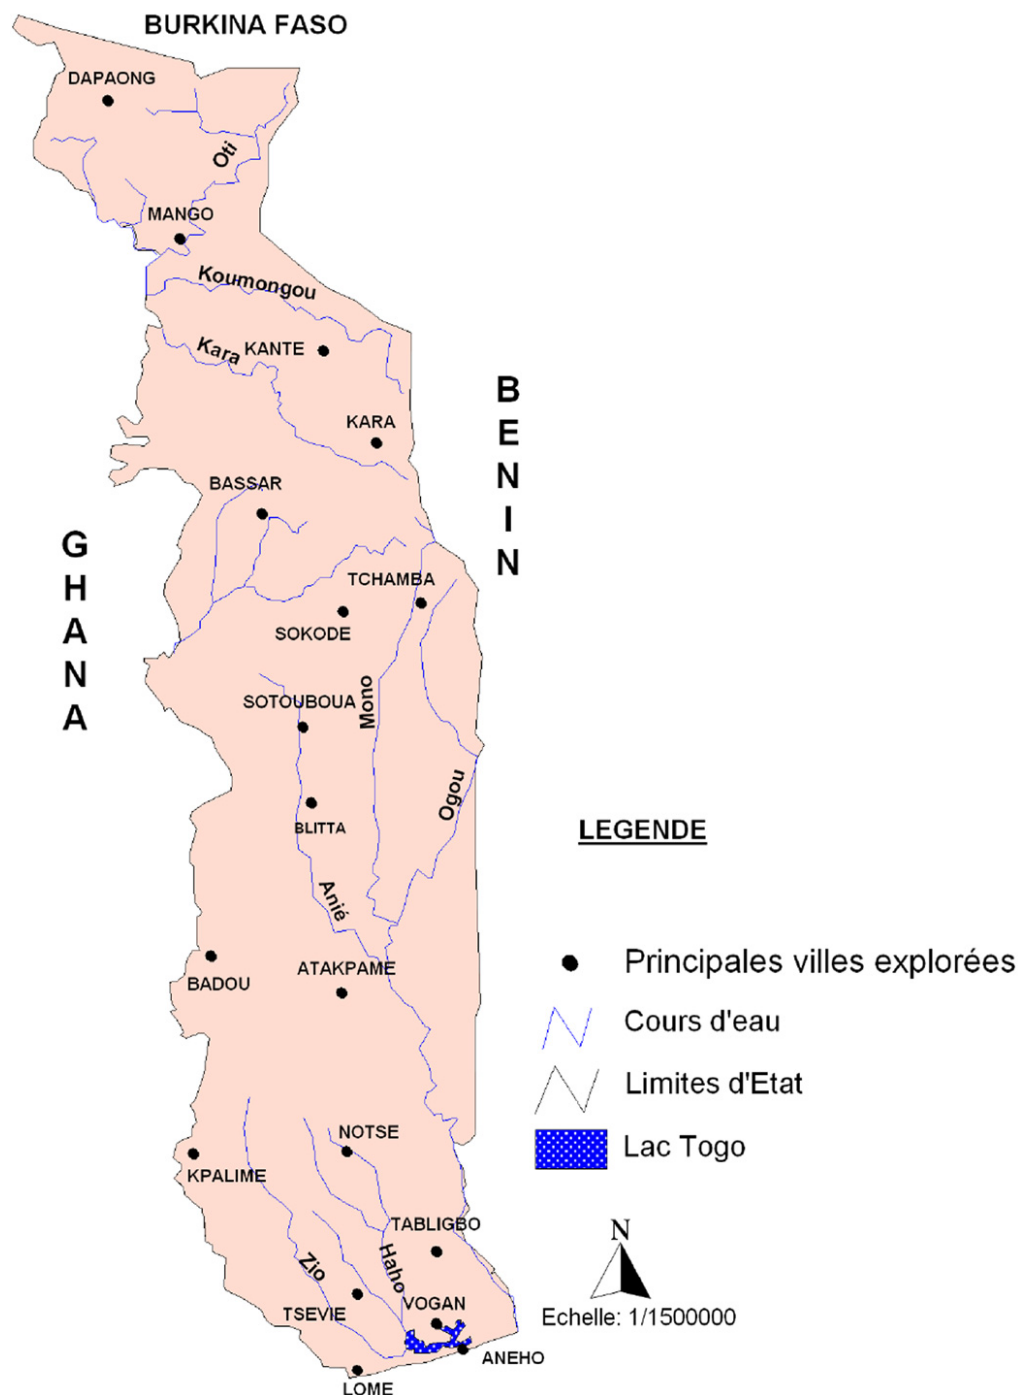 BURKINA FASO
DAPAONG
Oti
MANGO
Koumongou
Kara
KANTE
BENIN
KARA
BASSAR
GHANA
TCHAMBA
SOKODE
SOTOUBOUA
Mono
Ogou
BLITTA
Anié
BADOU
ATAKPAME
NOTSE
KPALIME
TABLIGBO
Zio
Haho
TSEVIE
VOGAN
ANEHO
LOME
LEGENDE
Principales villes explorées
Cours d'eau
Limites d'Etat
Lac Togo
N
Echelle: 1/1500000